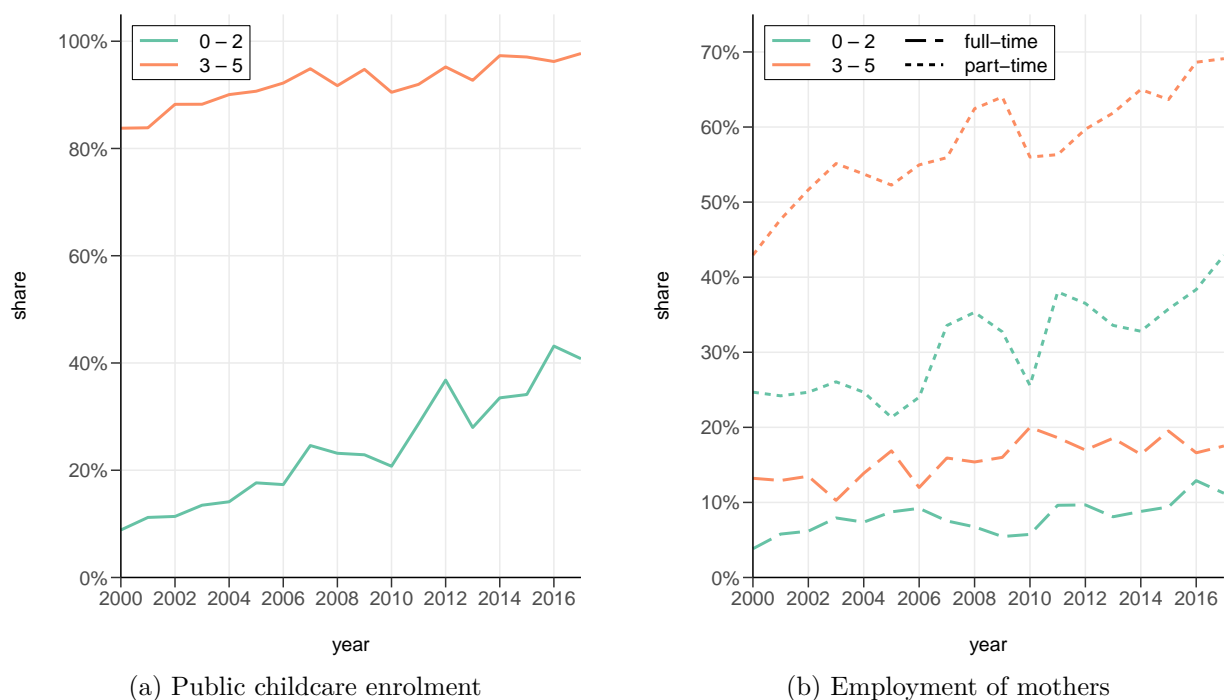 0 – 2
3 – 5
100%
80%
60%
40%
20%
0%
share
2000 2002 2004 2006 2008 2010 2012 2014 2016
year
(a) Public childcare enrolment
0 – 2 full–time
3 – 5 part–time
70%
60%
50%
40%
30%
20%
10%
0%
share
2000 2002 2004 2006 2008 2010 2012 2014 2016
year
(b) Employment of mothers